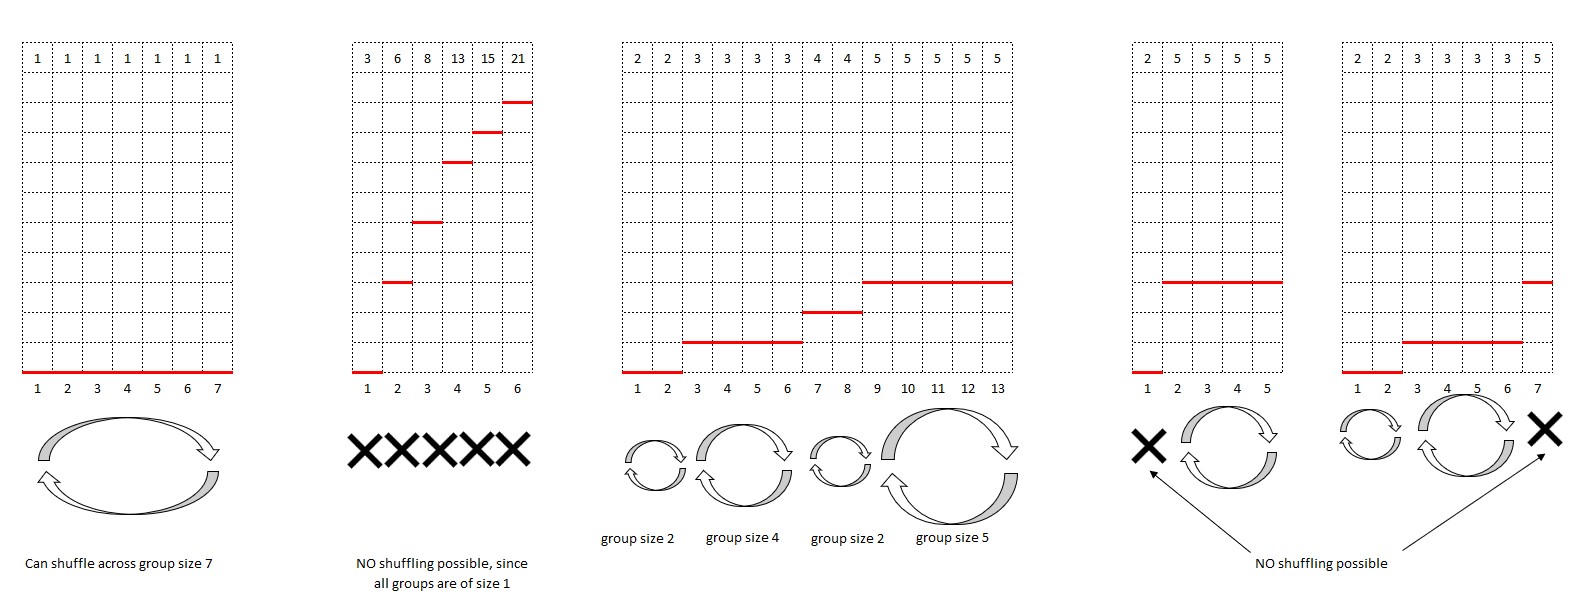 1 1 1 1 1 1 1
3 6 8 13 15 21
2 2 3 3 3 3 4 4 5 5 5 5 5
2 5 5 5 5
2 2 3 3 3 3 5
1 2 3 4 5 6 7
1 2 3 4 5 6
1 2 3 4 5 6 7 8 9 10 11 12 13
1 2 3 4 5
1 2 3 4 5 6 7
group size 2
group size 4
group size 2
group size 5
Can shuffle across group size 7
NO shuffling possible, since
all groups are of size 1
NO shuffling possible